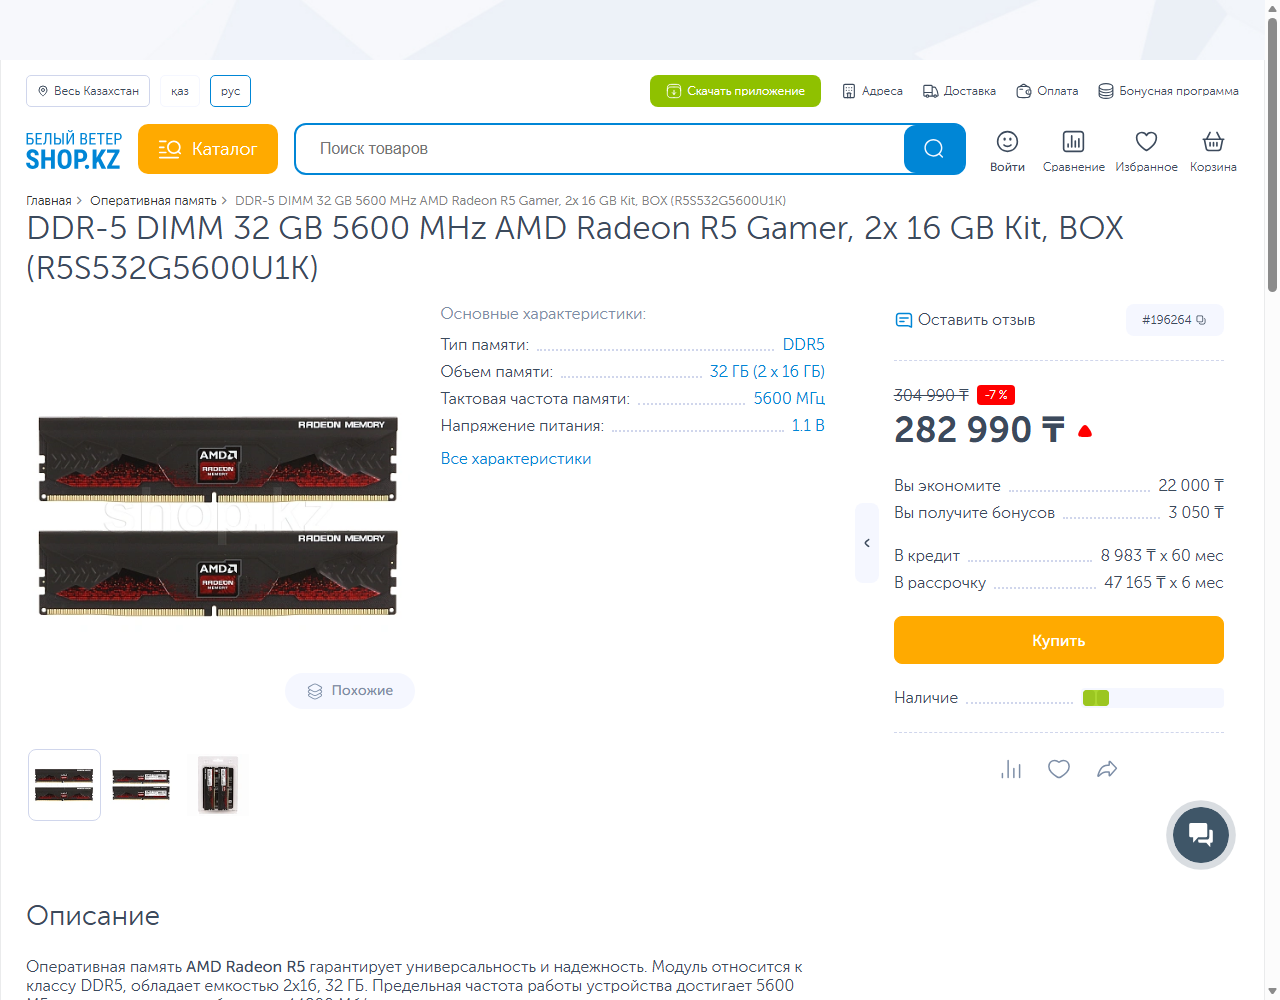 Весь Казахстан
қаз
рус
Скачать приложение
Адреса
Доставка
Оплата
Бонусная программа
БЕЛЫЙ ВЕТЕР
SHOP.KZ
Каталог
Поиск товаров
Войти
Сравнение
Избранное
Корзина
Главная
Оперативная память
DDR-5 DIMM 32 GB 5600 MHz AMD Radeon R5 Gamer, 2x 16 GB Kit, BOX (R5S532G5600U1K)
DDR-5 DIMM 32 GB 5600 MHz AMD Radeon R5 Gamer, 2x 16 GB Kit, BOX
(R5S532G5600U1K)
Основные характеристики:
Тип памяти: DDR5
Объем памяти: 32 ГБ (2 x 16 ГБ)
Тактовая частота памяти: 5600 МГц
Напряжение питания: 1.1 В
Все характеристики
RADEON MEMORY
AMD
RADEON
MEMORY
shop.kz
RADEON MEMORY
AMD
RADEON
MEMORY
Похожие
Оставить отзыв
#196264
304 990 ₸
-7 %
282 990 ₸
Вы экономите 22 000 ₸
Вы получите бонусов 3 050 ₸
В кредит 8 983 ₸ x 60 мес
В рассрочку 47 165 ₸ x 6 мес
Купить
Наличие
Описание
Оперативная память AMD Radeon R5 гарантирует универсальность и надежность. Модуль относится к
классу DDR5, обладает емкостью 2x16, 32 ГБ. Предельная частота работы устройства достигает 5600